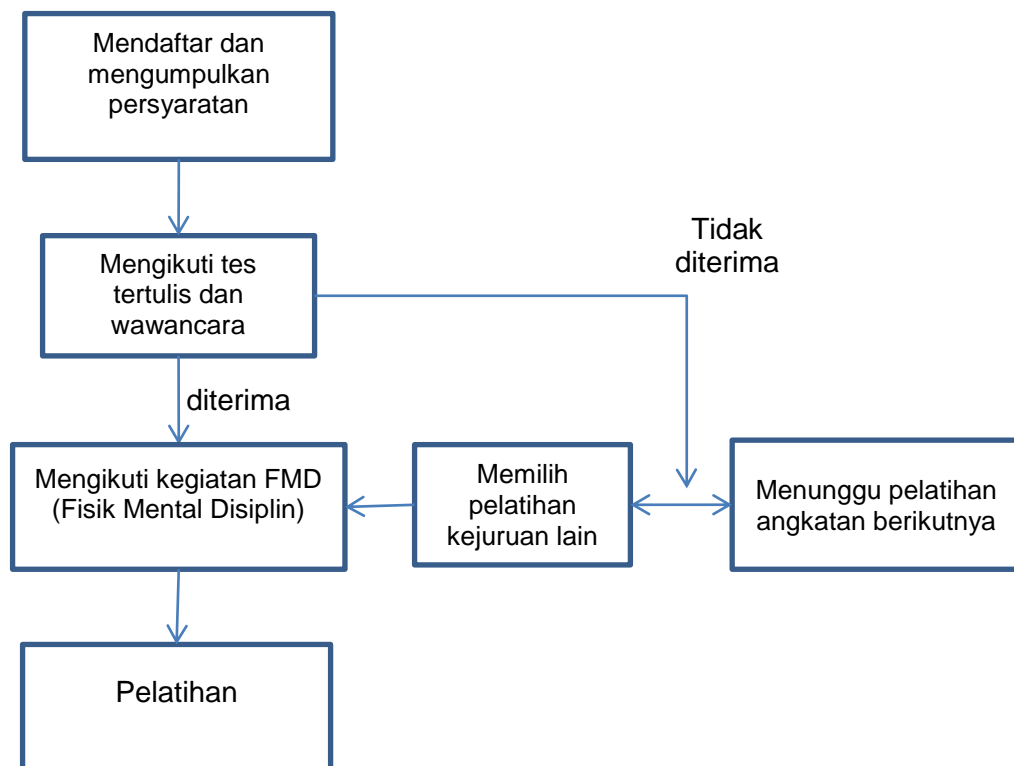 Mendaftar dan
mengumpulkan
persyaratan
Mengikuti tes
tertulis dan
wawancara
Tidak
diterima
diterima
Mengikuti kegiatan FMD
(Fisik Mental Disiplin)
Memilih
pelatihan
kejuruan lain
Menunggu pelatihan
angkatan berikutnya
Pelatihan